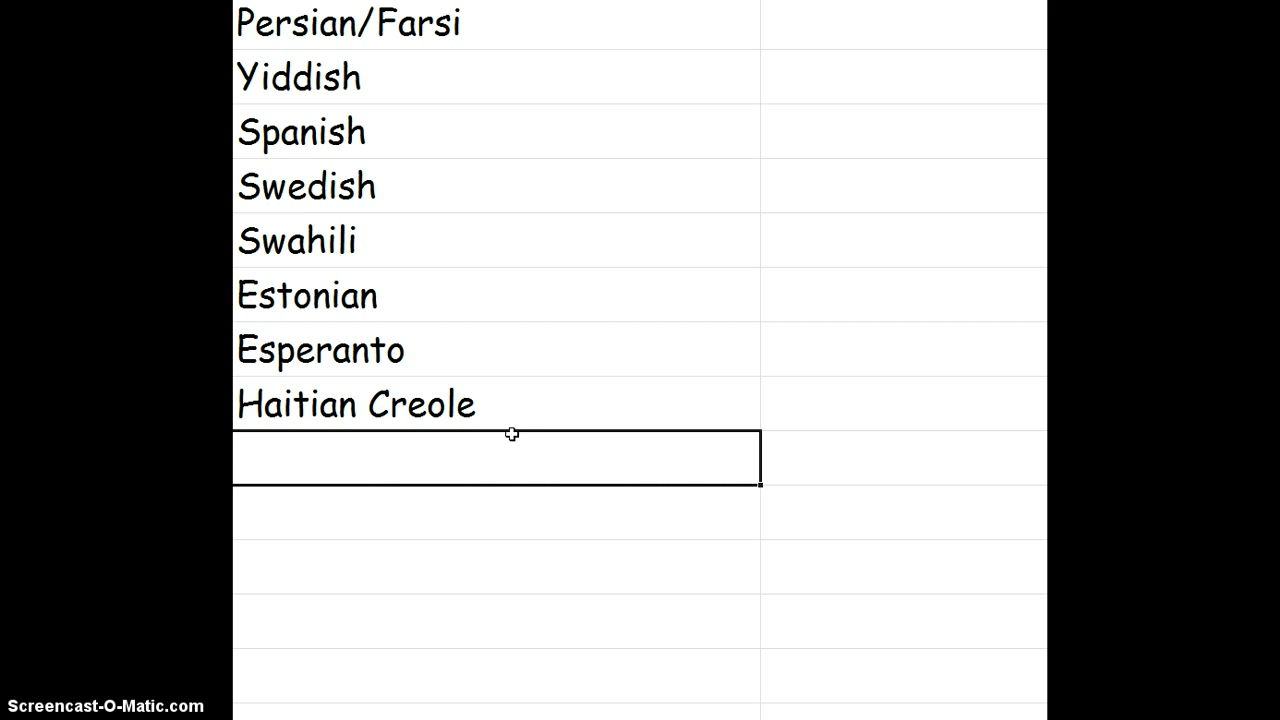 Persian/Farsi
Yiddish
Spanish
Swedish
Swahili
Estonian
Esperanto
Haitian Creole
Screencast-O-Matic.com